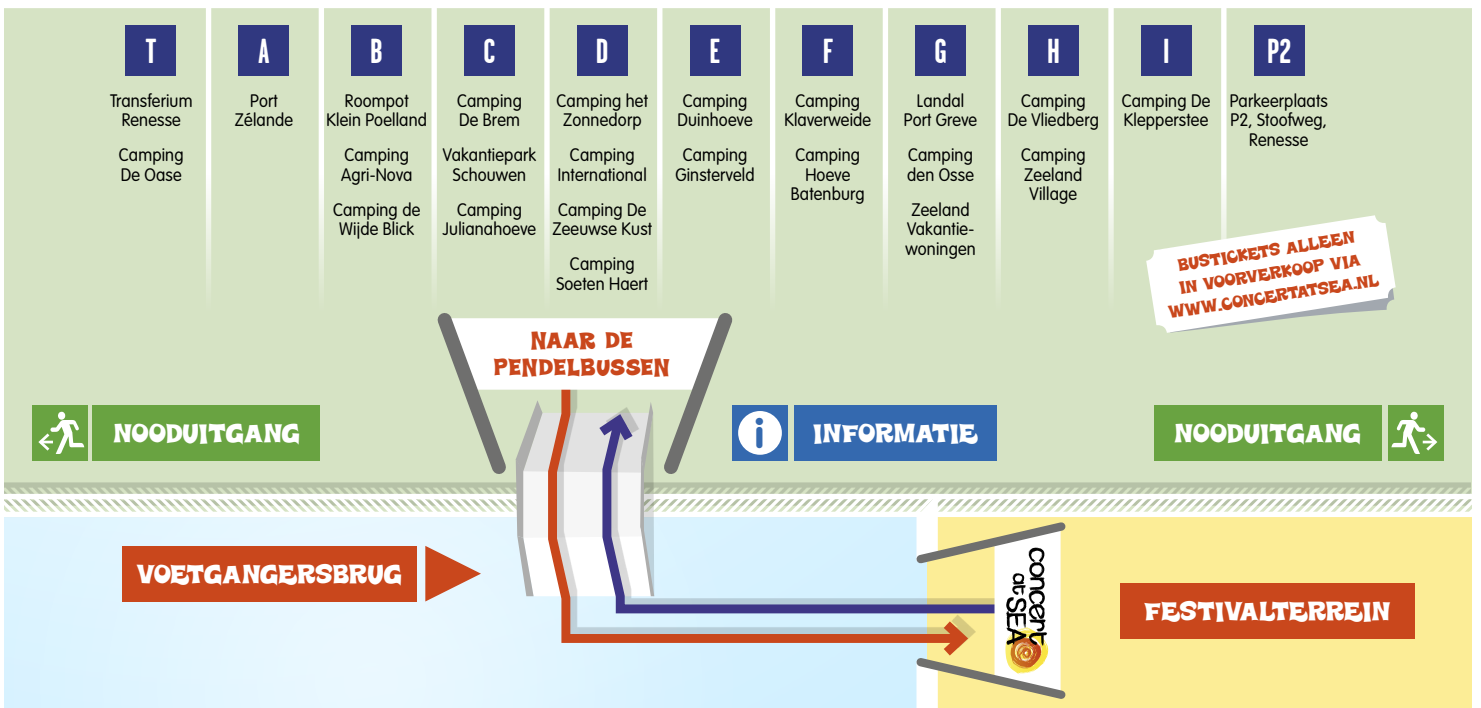 T
Transferium
Renesse
Camping
De Oase
A
Port
Zélande
B
Roompot
Klein Poelland
Camping
Agri-Nova
Camping de
Wijde Blick
C
Camping
De Brem
Vakantiepark
Schouwen
Camping
Julianahoeve
D
Camping het
Zonnedorp
Camping
International
Camping De
Zeeuwse Kust
Camping
Soeten Haert
E
Camping
Duinhoeve
Camping
Ginsterveld
F
Camping
Klaverweide
Camping
Hoeve
Batenburg
G
Landal
Port Greve
Camping
den Osse
Zeeland
Vakantie-
woningen
H
Camping
De Vliedberg
Camping
Zeeland
Village
I
Camping De
Klepperstee
P2
Parkeerplaats
P2, Stoofweg,
Renesse
BUSTICKETS ALLEEN
IN VOORVERKOOP VIA
WWW.CONCERTATSEA.NL
NAAR DE
PENDELBUSSEN
NOODUITGANG
i
INFORMATIE
NOODUITGANG
VOETGANGERSBRUG
concert
at SEA
FESTIVALTERREIN